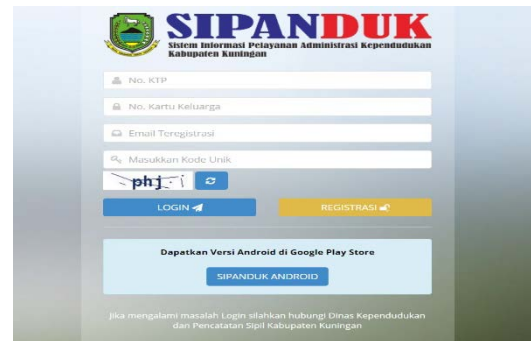 SIPANDUK
Sistem Informasi Pelayanan Administrasi Kependudukan
Kabupaten Kuningan
No. KTP
No. Kartu Keluarga
Email Teregistrasi
Masukkan Kode Unik
LOGIN
REGISTRASI
Dapatkan Versi Android di Google Play Store
SIPANDUK ANDROID
Jika mengalami masalah Login silahkan hubungi Dinas Kependudukan
dan Pencatatan Sipil Kabupaten Kuningan